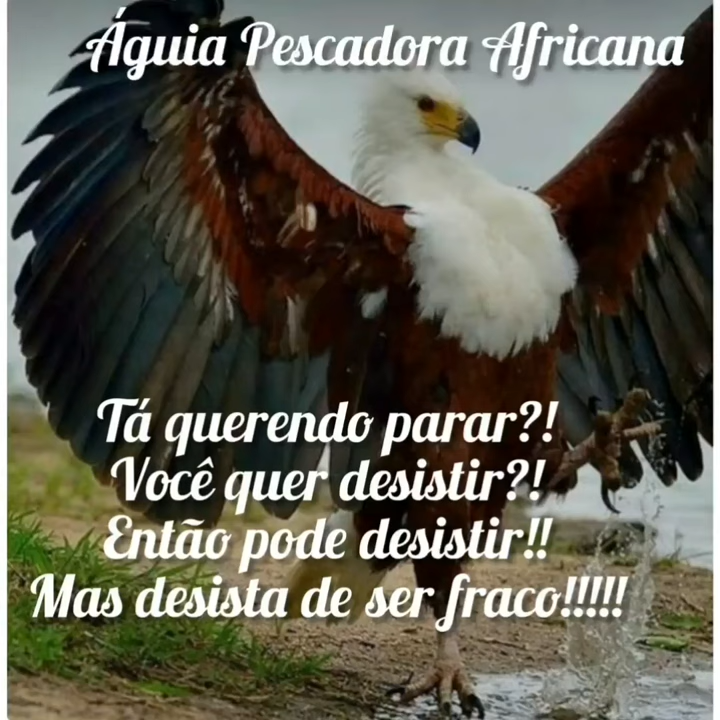 Águia Pescadora Africana
Tá querendo parar?!
Você quer desistir?!
Então pode desistir!!
Mas desista de ser fraco!!!!!